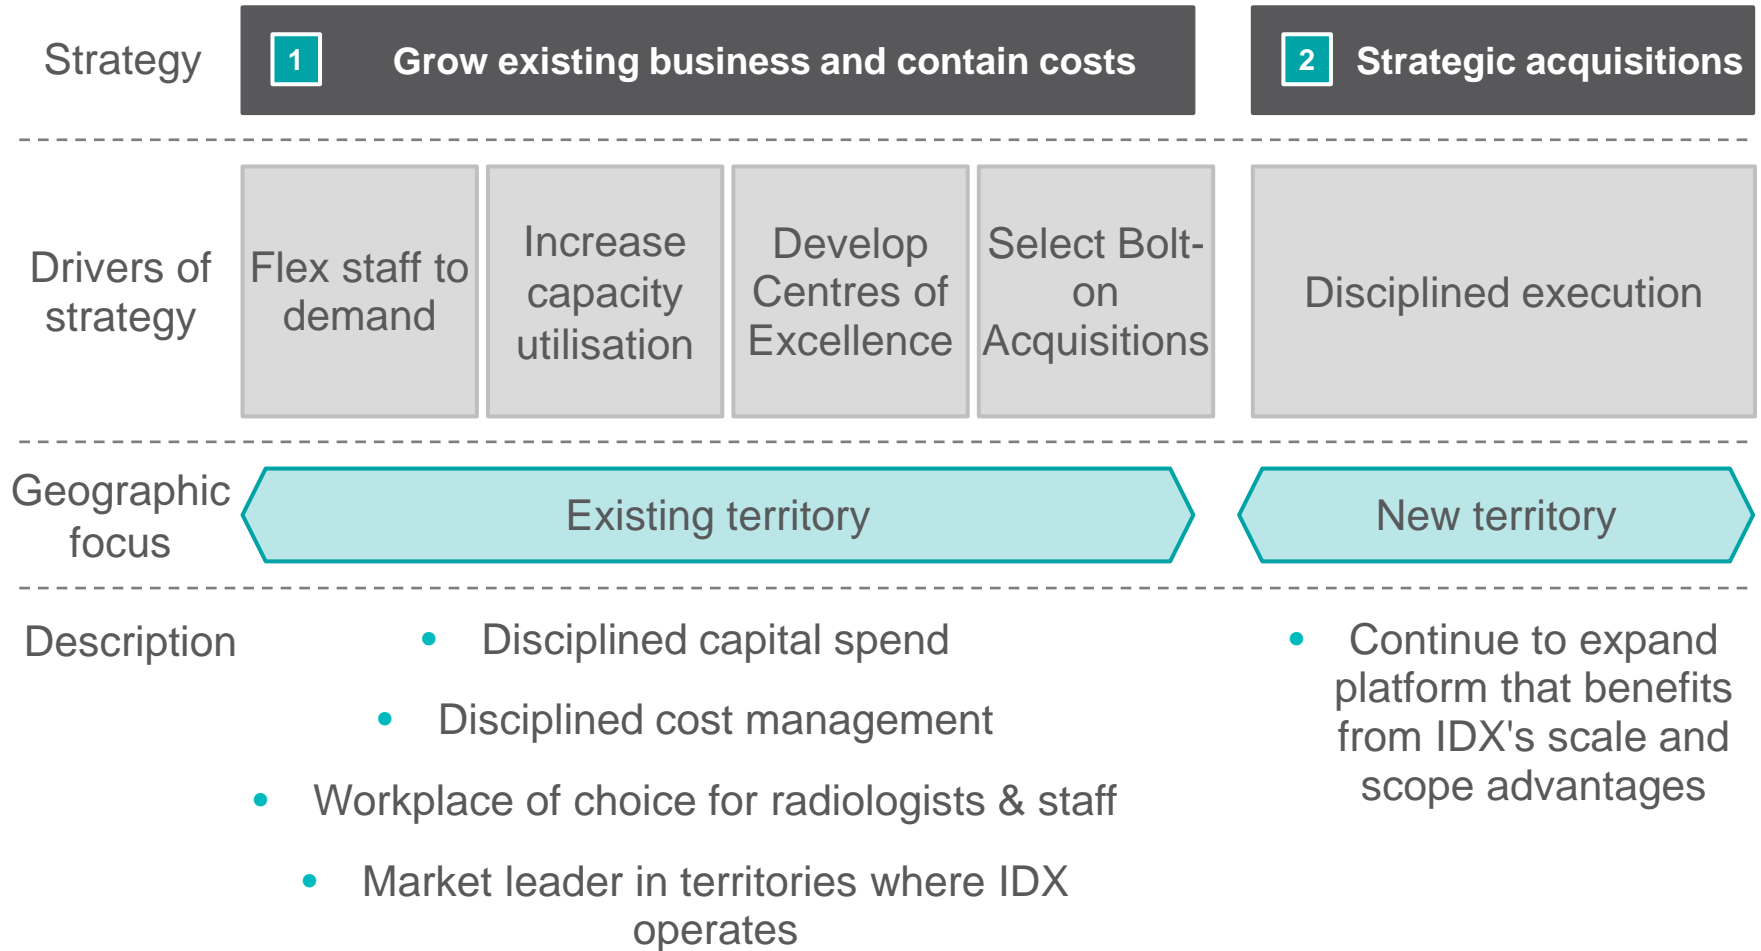 Strategy
1
Grow existing business and contain costs
2
Strategic acquisitions
Drivers of
strategy
Flex staff to
demand
Increase
capacity
utilisation
Develop
Centres of
Excellence
Select Bolt-
on
Acquisitions
Disciplined execution
Geographic
focus
Existing territory
New territory
Description
• Disciplined capital spend
• Disciplined cost management
• Workplace of choice for radiologists & staff
• Market leader in territories where IDX
operates
• Continue to expand
platform that benefits
from IDX's scale and
scope advantages